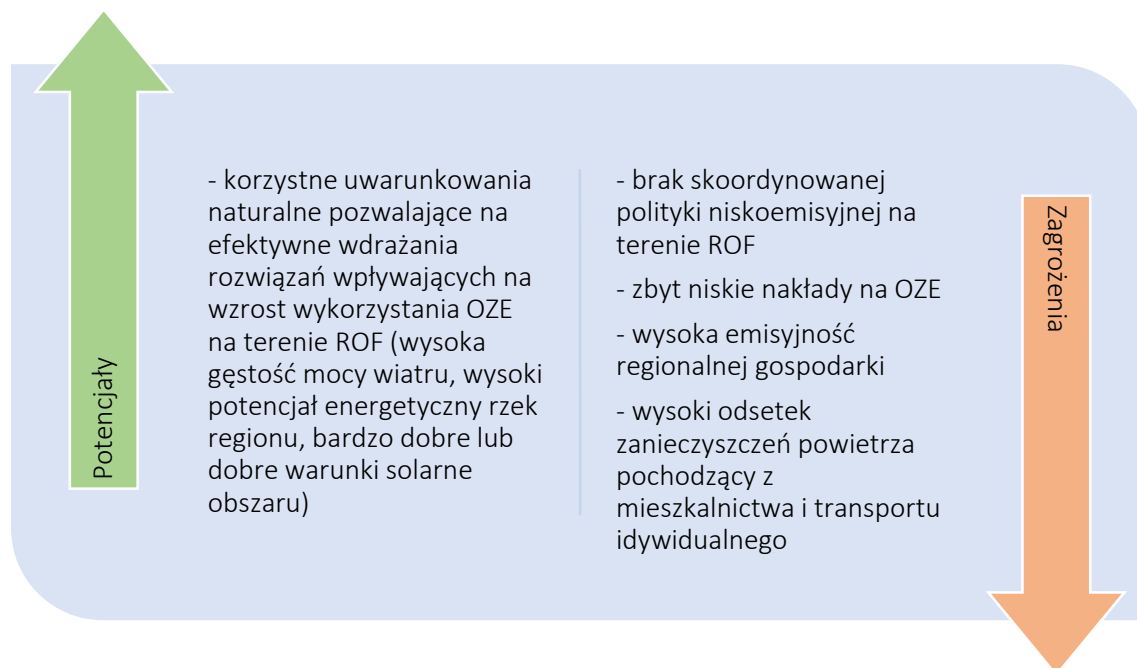 Potencjały
- korzystne uwarunkowania
naturalne pozwalające na
efektywne wdrażania
rozwiązań wpływających na
wzrost wykorzystania OZE
na terenie ROF (wysoka
gęstość mocy wiatru, wysoki
potencjał energetyczny rzek
regionu, bardzo dobre lub
dobre warunki solarne
obszaru)
- brak skoordynowanej
polityki niskoemisyjnej na
terenie ROF
- zbyt niskie nakłady na OZE
- wysoka emisyjność
regionalnej gospodarki
- wysoki odsetek
zanieczyszczeń powietrza
pochodzący z
mieszkalnictwa i transportu
idywidualnego
Zagrożenia